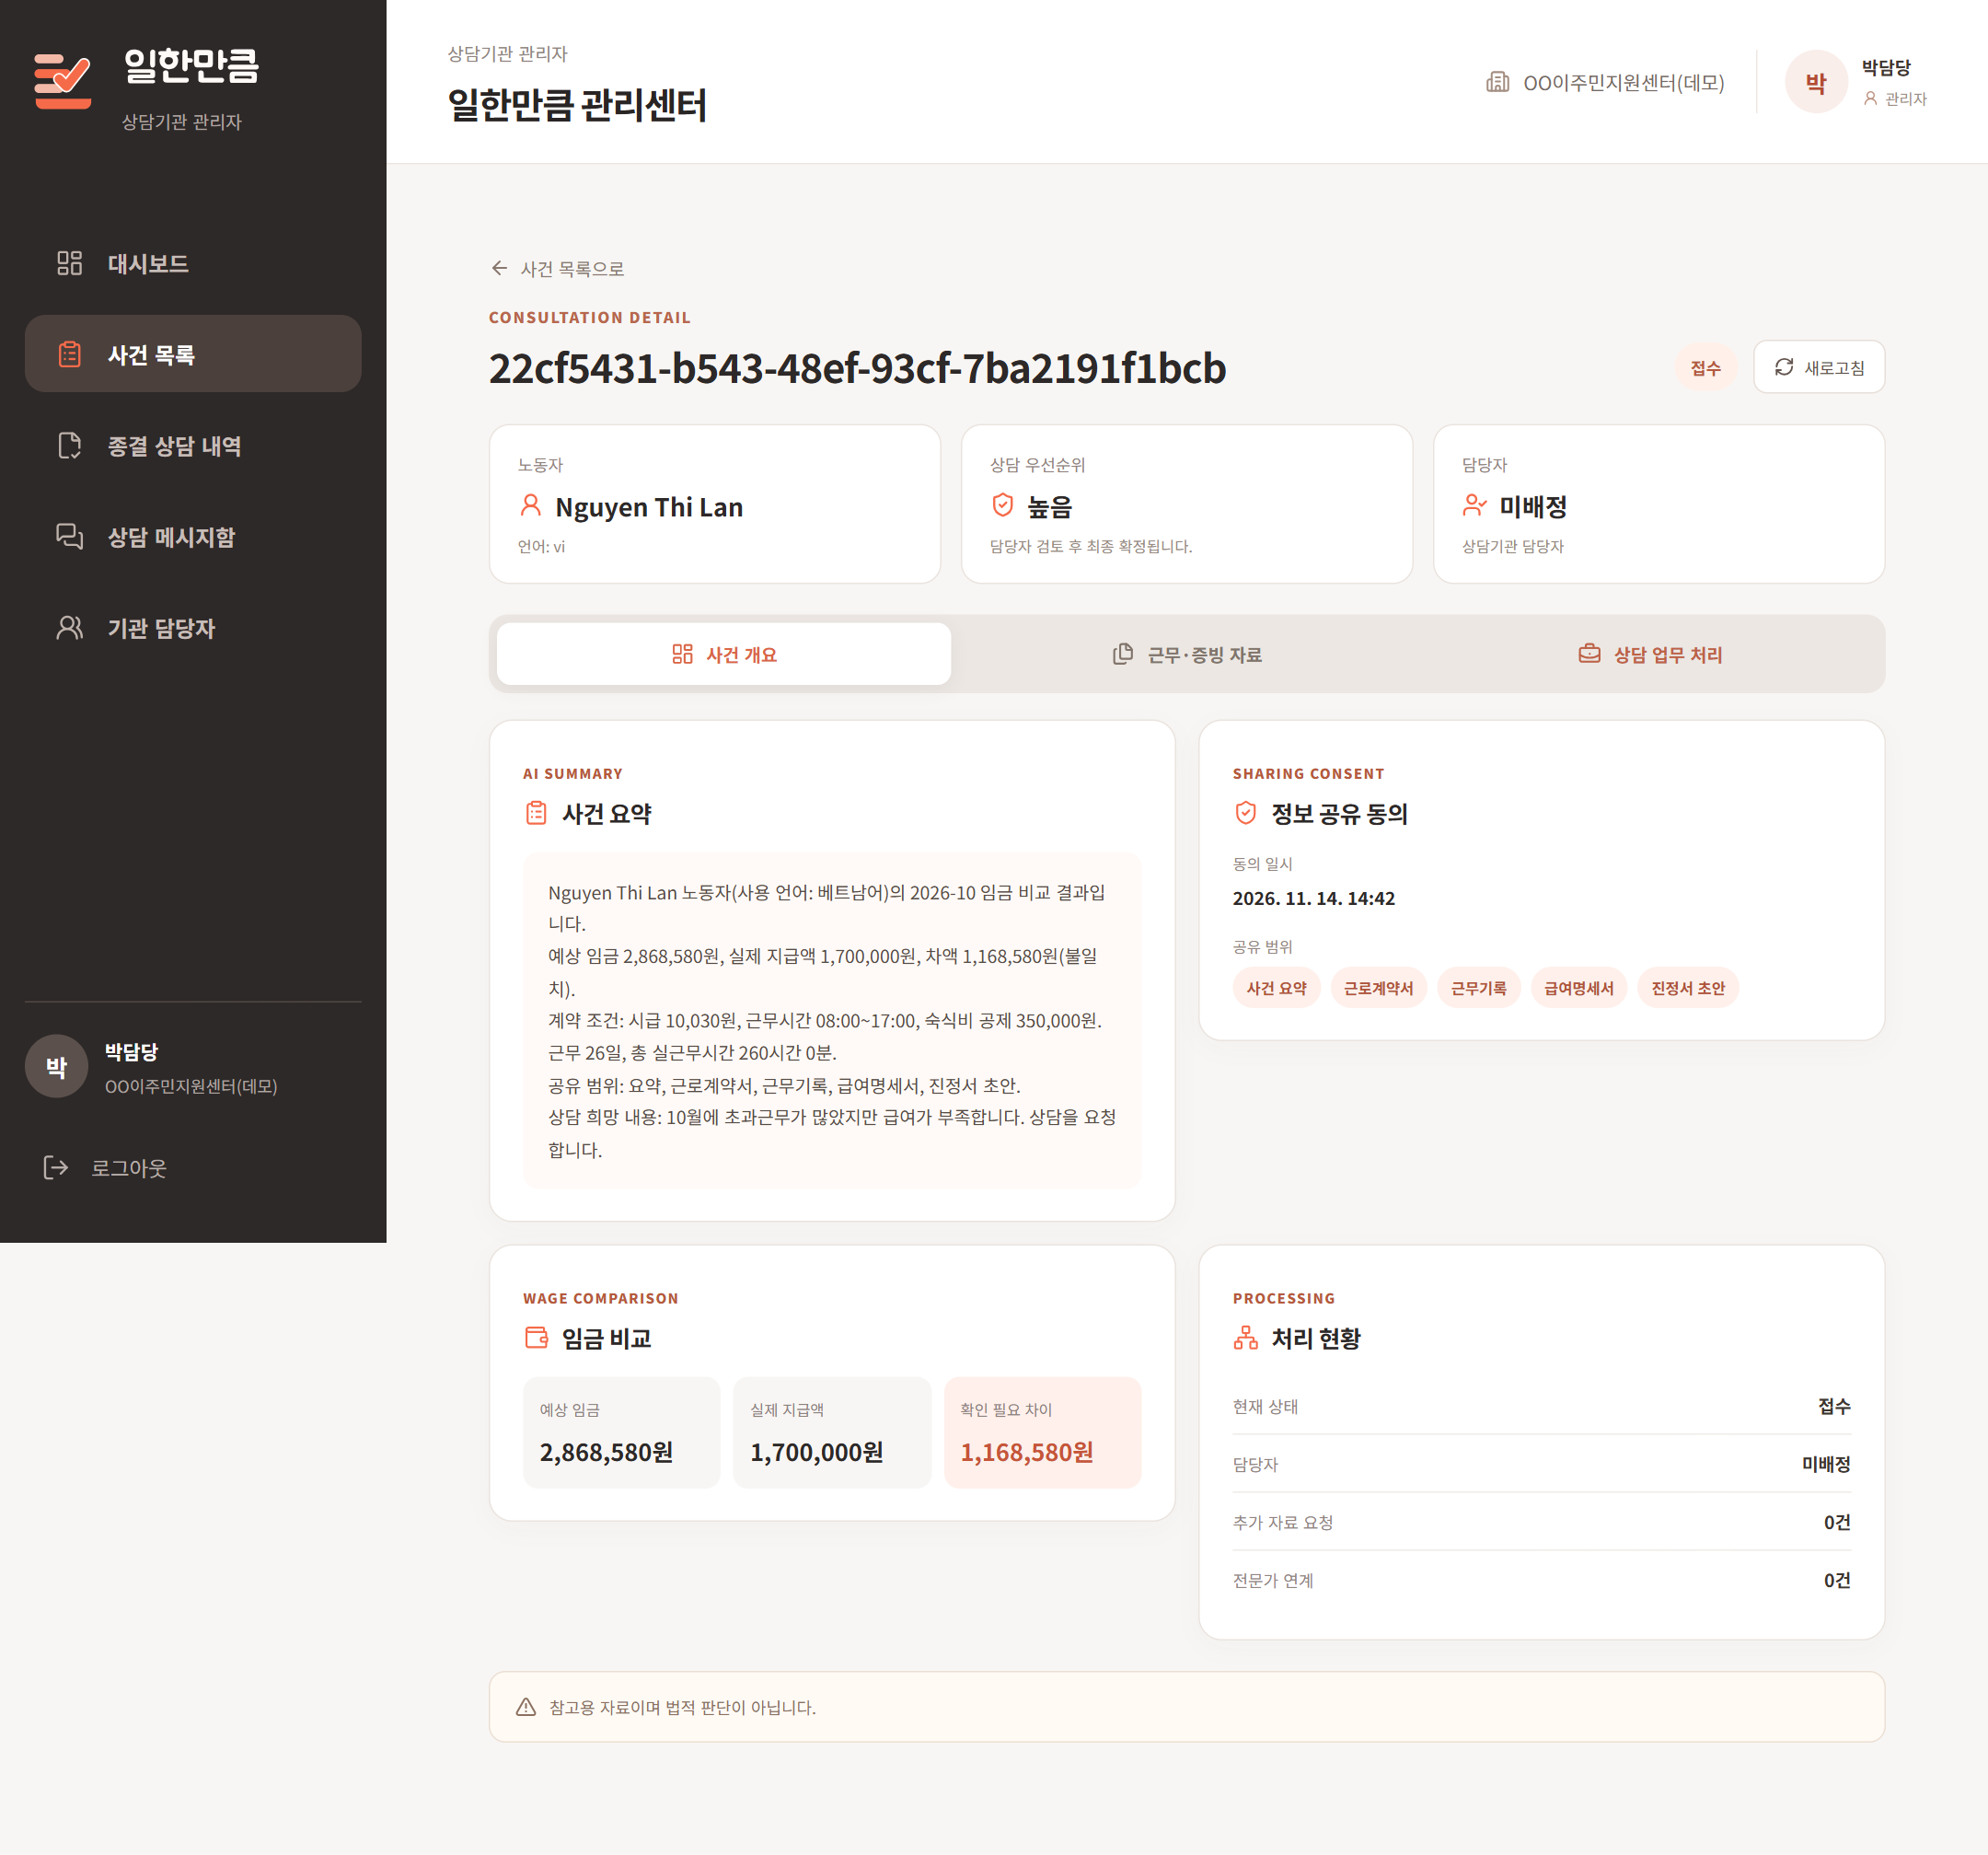 일한만큼
상담기관 관리자
대시보드
사건 목록
종결 상담 내역
상담 메시지함
기관 담당자
박
박담당
OO이주민지원센터(데모)
로그아웃
상담기관 관리자
일한만큼 관리센터
OO이주민지원센터(데모)
박
박담당
관리자
사건 목록으로
CONSULTATION DETAIL
22cf5431-b543-48ef-93cf-7ba2191f1bcb
접수
새로고침
노동자
Nguyen Thi Lan
언어: vi
상담 우선순위
높음
담당자 검토 후 최종 확정됩니다.
담당자
미배정
상담기관 담당자
사건 개요
근무·증빙 자료
상담 업무 처리
AI SUMMARY
사건 요약
Nguyen Thi Lan 노동자(사용 언어: 베트남어)의 2026-10 임금 비교 결과입
니다.
예상 임금 2,868,580원, 실제 지급액 1,700,000원, 차액 1,168,580원(불일
치).
계약 조건: 시급 10,030원, 근무시간 08:00~17:00, 숙식비 공제 350,000원.
근무 26일, 총 실근무시간 260시간 0분.
공유 범위: 요약, 근로계약서, 근무기록, 급여명세서, 진정서 초안.
상담 희망 내용: 10월에 초과근무가 많았지만 급여가 부족합니다. 상담을 요청
합니다.
SHARING CONSENT
정보 공유 동의
동의 일시
2026. 11. 14. 14:42
공유 범위
사건 요약
근로계약서
근무기록
급여명세서
진정서 초안
WAGE COMPARISON
임금 비교
예상 임금
2,868,580원
실제 지급액
1,700,000원
확인 필요 차이
1,168,580원
PROCESSING
처리 현황
현재 상태
접수
담당자
미배정
추가 자료 요청
0건
전문가 연계
0건
참고용 자료이며 법적 판단이 아닙니다.